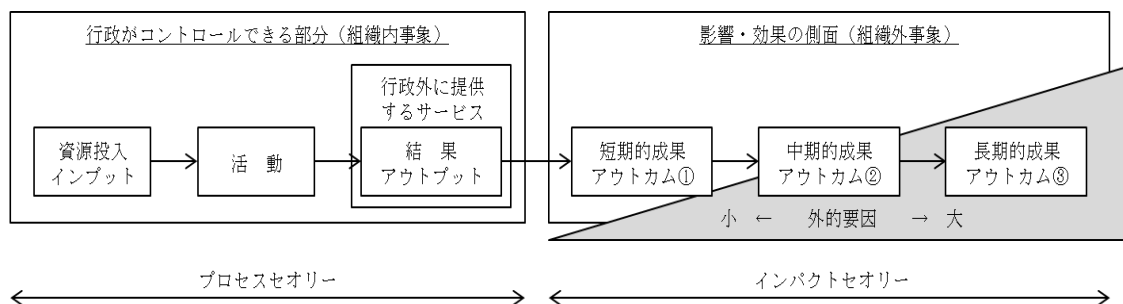 行政がコントロールできる部分（組織内事象）
行政外に提供
するサービス
資源投入
インプット
活　動
結　果
アウトプット
影響・効果の側面（組織外事象）
短期的成果
アウトカム①
中期的成果
アウトカム②
長期的成果
アウトカム③
小　←　外的要因　→　大
プロセスセオリー
インパクトセオリー